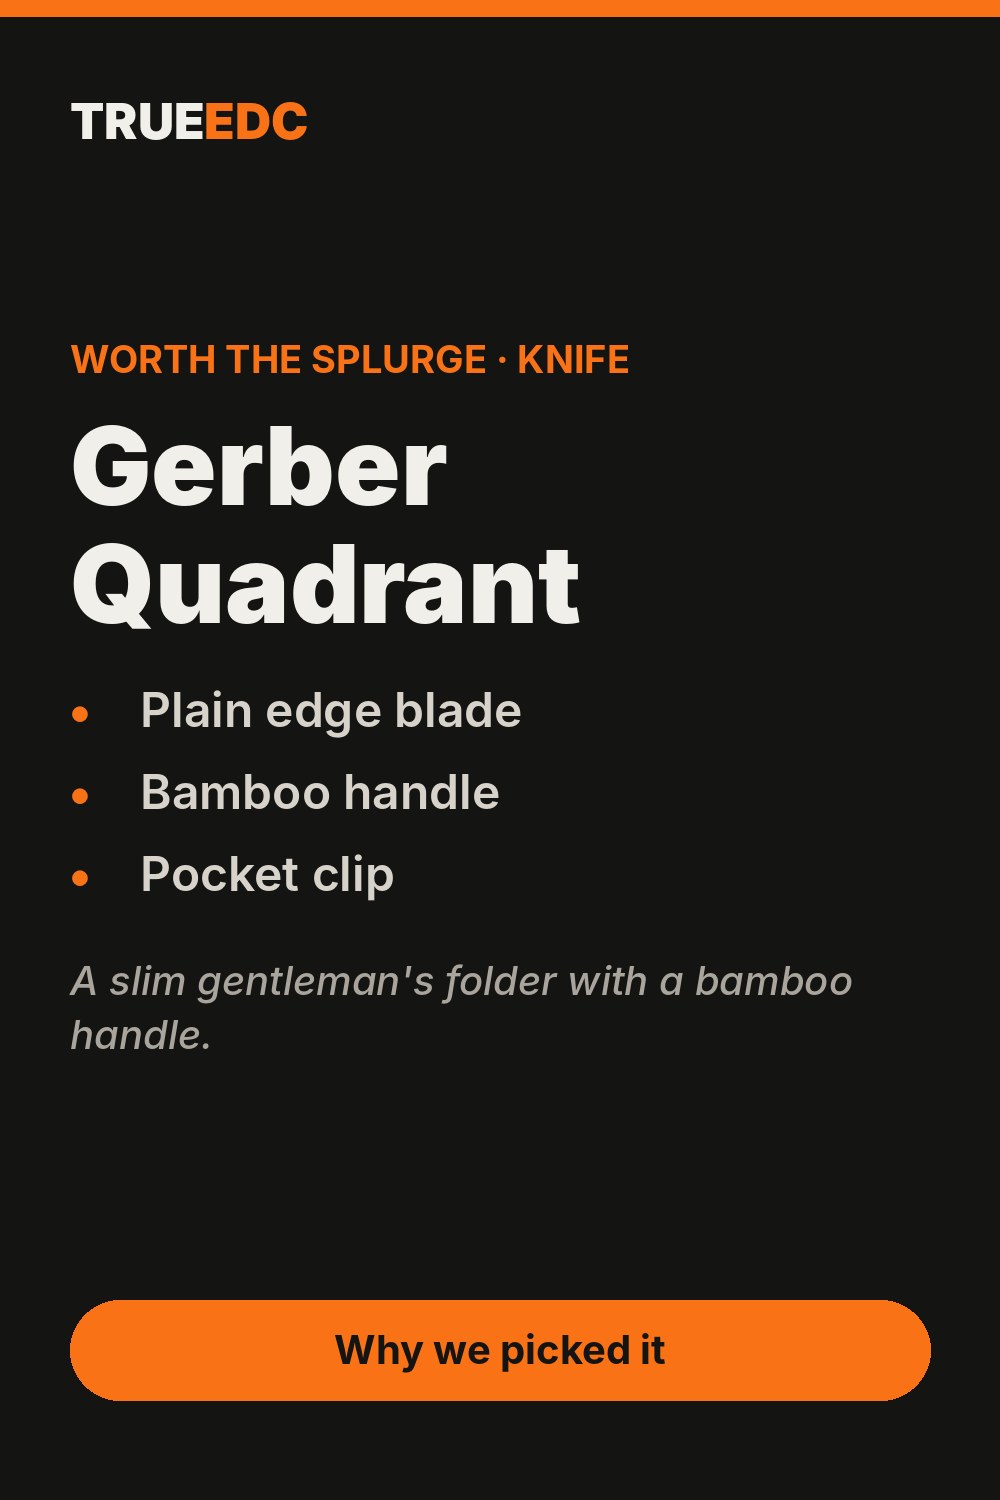 TRUEEDC
WORTH THE SPLURGE · KNIFE
Gerber
Quadrant
• Plain edge blade
• Bamboo handle
• Pocket clip
A slim gentleman's folder with a bamboo
handle.
Why we picked it